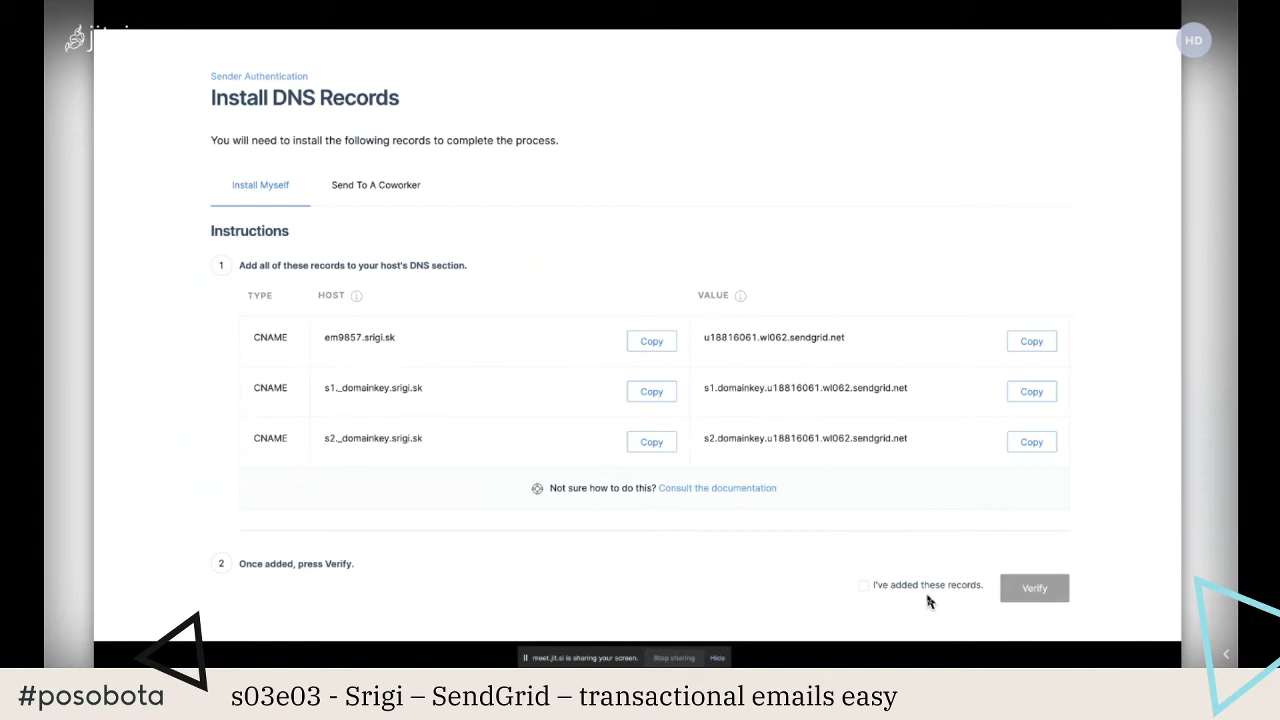 HD
Sender Authentication
Install DNS Records
You will need to install the following records to complete the process.
Install Myself Send To A Coworker
Instructions
1 Add all of these records to your host's DNS section.
TYPE HOST VALUE
CNAME em9857.srigi.sk Copy u18816061.wl062.sendgrid.net Copy
CNAME s1._domainkey.srigi.sk Copy s1.domainkey.u18816061.wl062.sendgrid.net Copy
CNAME s2._domainkey.srigi.sk Copy s2.domainkey.u18816061.wl062.sendgrid.net Copy
Not sure how to do this? Consult the documentation
2 Once added, press Verify.
I've added these records. Verify
meet.jit.si is sharing your screen. Stop sharing Hide
#posobota s03e03 - Srigi – SendGrid – transactional emails easy